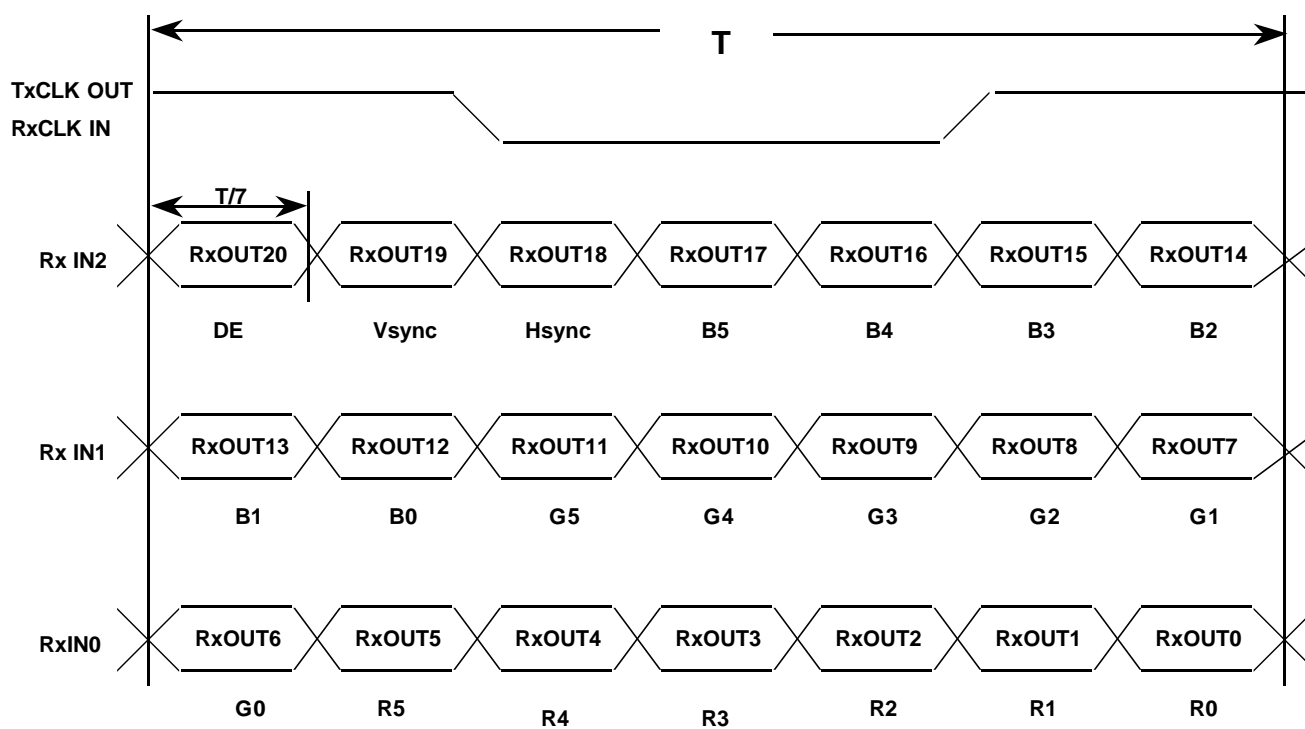 T
TxCLK OUT
RxCLK IN
T/7
Rx IN2 RxOUT20 RxOUT19 RxOUT18 RxOUT17 RxOUT16 RxOUT15 RxOUT14
DE Vsync Hsync B5 B4 B3 B2
Rx IN1 RxOUT13 RxOUT12 RxOUT11 RxOUT10 RxOUT9 RxOUT8 RxOUT7
B1 B0 G5 G4 G3 G2 G1
RxIN0 RxOUT6 RxOUT5 RxOUT4 RxOUT3 RxOUT2 RxOUT1 RxOUT0
G0 R5 R4 R3 R2 R1 R0